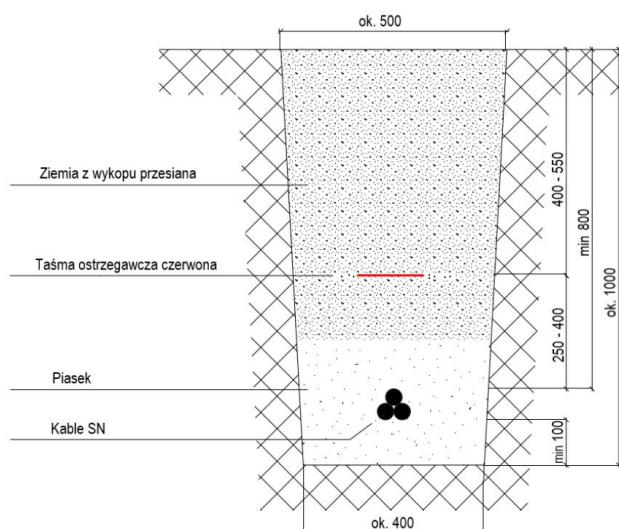 ok. 500
Ziemia z wykopu przesiana
Taśma ostrzegawcza czerwona
Piasek
Kable SN
400 - 550
250 - 400
min 100
min 800
ok. 1000
ok. 400